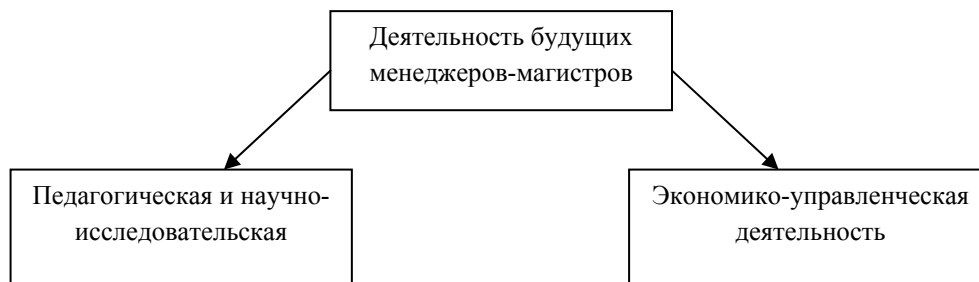 Деятельность будущих
менеджеров-магистров
Педагогическая и научно-
исследовательская
Экономико-управленческая
деятельность